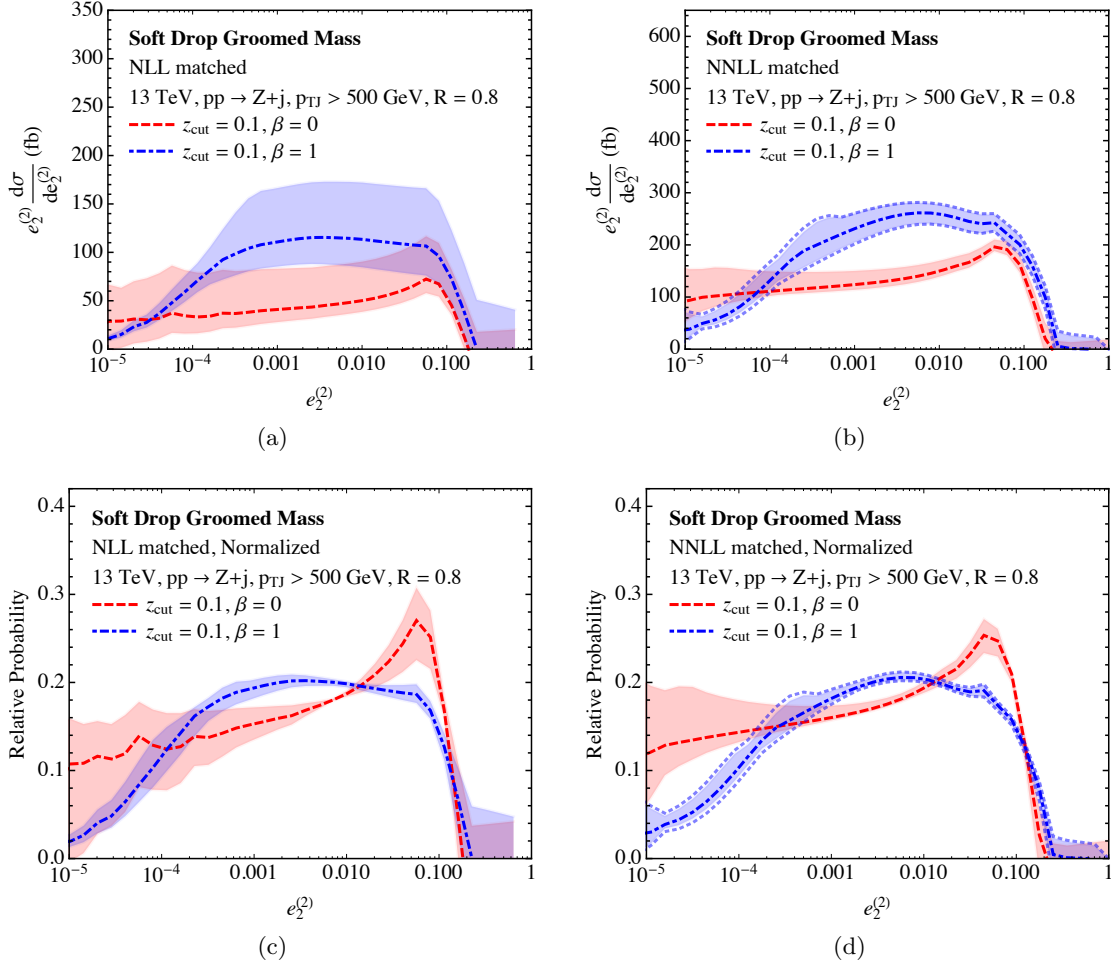 350
300
250
200
150
100
50
0
e₂⁽²⁾ dσ/de₂⁽²⁾ (fb)
Soft Drop Groomed Mass
NLL matched
13 TeV, pp → Z+j, p_TJ > 500 GeV, R = 0.8
z_cut = 0.1, β = 0
z_cut = 0.1, β = 1
10⁻⁵ 10⁻⁴ 0.001 0.010 0.100 1
e₂⁽²⁾
(a)
600
500
400
300
200
100
0
e₂⁽²⁾ dσ/de₂⁽²⁾ (fb)
Soft Drop Groomed Mass
NNLL matched
13 TeV, pp → Z+j, p_TJ > 500 GeV, R = 0.8
z_cut = 0.1, β = 0
z_cut = 0.1, β = 1
10⁻⁵ 10⁻⁴ 0.001 0.010 0.100 1
e₂⁽²⁾
(b)
0.4
0.3
0.2
0.1
0.0
Relative Probability
Soft Drop Groomed Mass
NLL matched, Normalized
13 TeV, pp → Z+j, p_TJ > 500 GeV, R = 0.8
z_cut = 0.1, β = 0
z_cut = 0.1, β = 1
10⁻⁵ 10⁻⁴ 0.001 0.010 0.100 1
e₂⁽²⁾
(c)
0.4
0.3
0.2
0.1
0.0
Relative Probability
Soft Drop Groomed Mass
NNLL matched, Normalized
13 TeV, pp → Z+j, p_TJ > 500 GeV, R = 0.8
z_cut = 0.1, β = 0
z_cut = 0.1, β = 1
10⁻⁵ 10⁻⁴ 0.001 0.010 0.100 1
e₂⁽²⁾
(d)